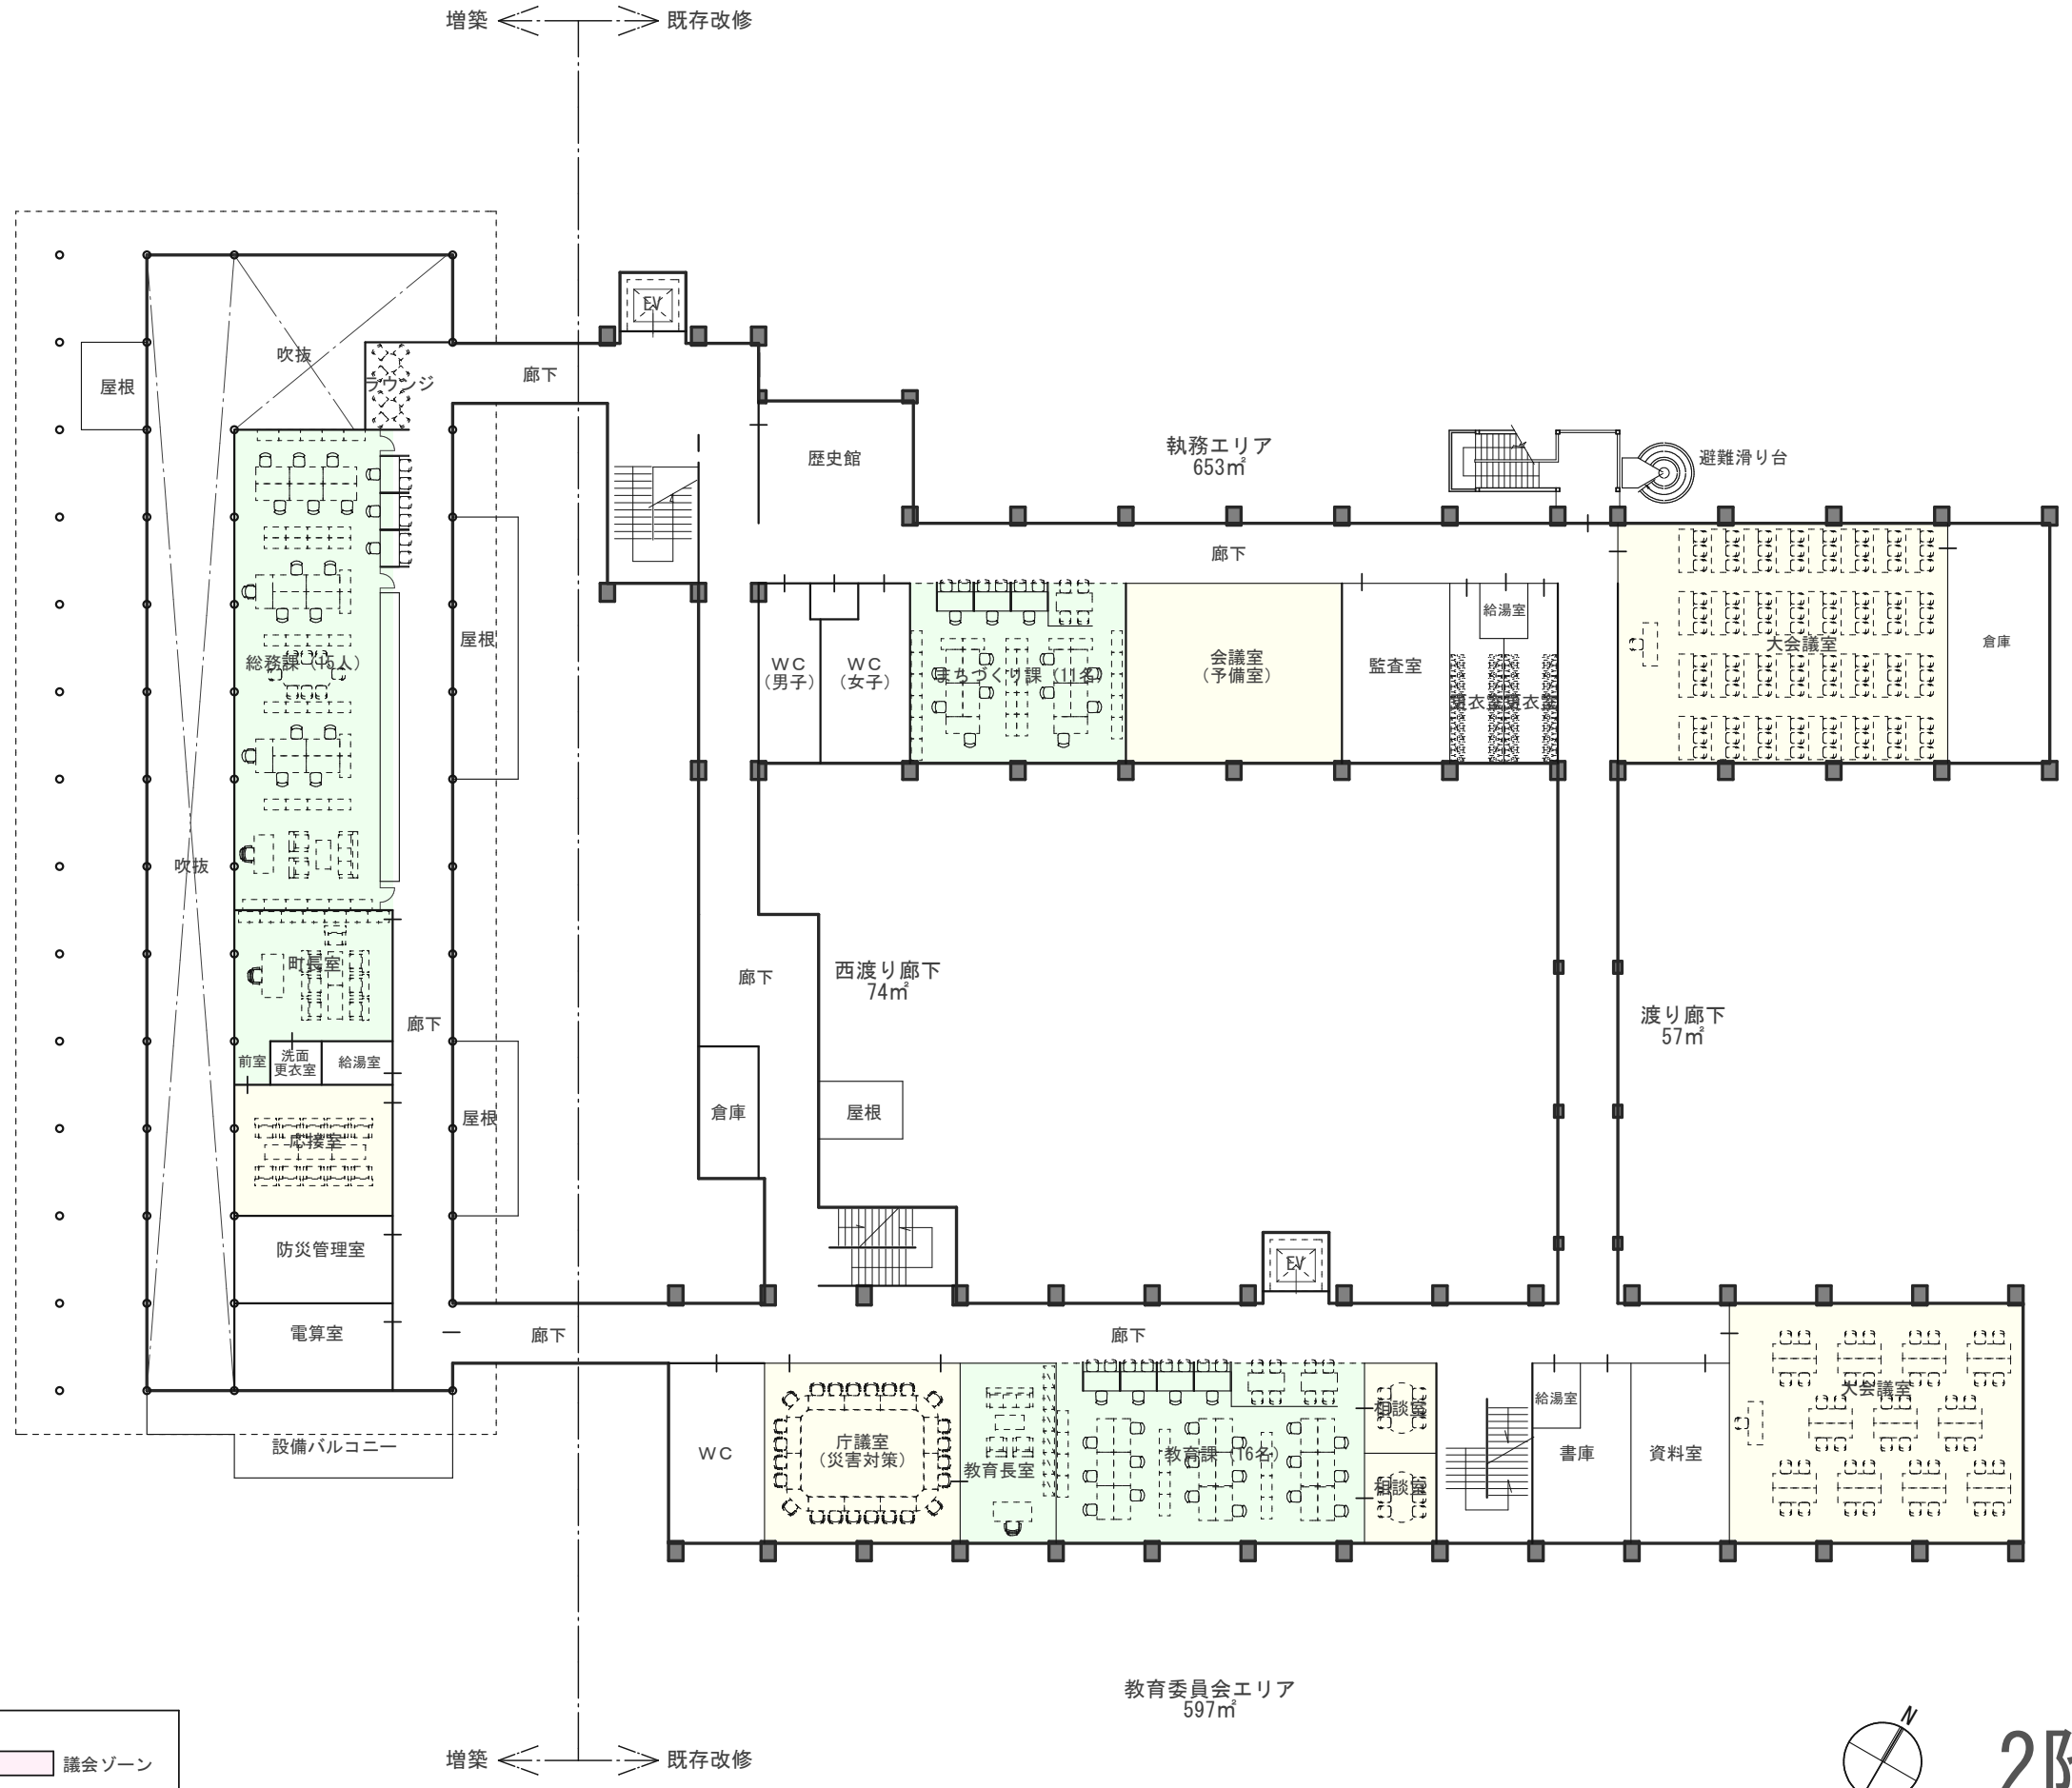 増築
既存改修
EV
吹抜
屋根
ラウンジ
廊下
歴史館
執務エリア
653㎡
避難滑り台
廊下
屋根
総務課（15人）
WC
（男子）
WC
（女子）
まちづくり課（11名）
会議室
（予備室）
監査室
給湯室
更衣室
更衣室
大会議室
倉庫
吹抜
町長室
廊下
廊下
西渡り廊下
74㎡
渡り廊下
57㎡
前室
洗面
更衣室
給湯室
屋根
倉庫
屋根
応接室
防災管理室
EV
電算室
廊下
廊下
設備バルコニー
WC
庁議室
（災害対策）
教育長室
教育課（16名）
相談室
相談室
給湯室
書庫
資料室
大会議室
教育委員会エリア
597㎡
増築
既存改修
議会ゾーン
N
2階